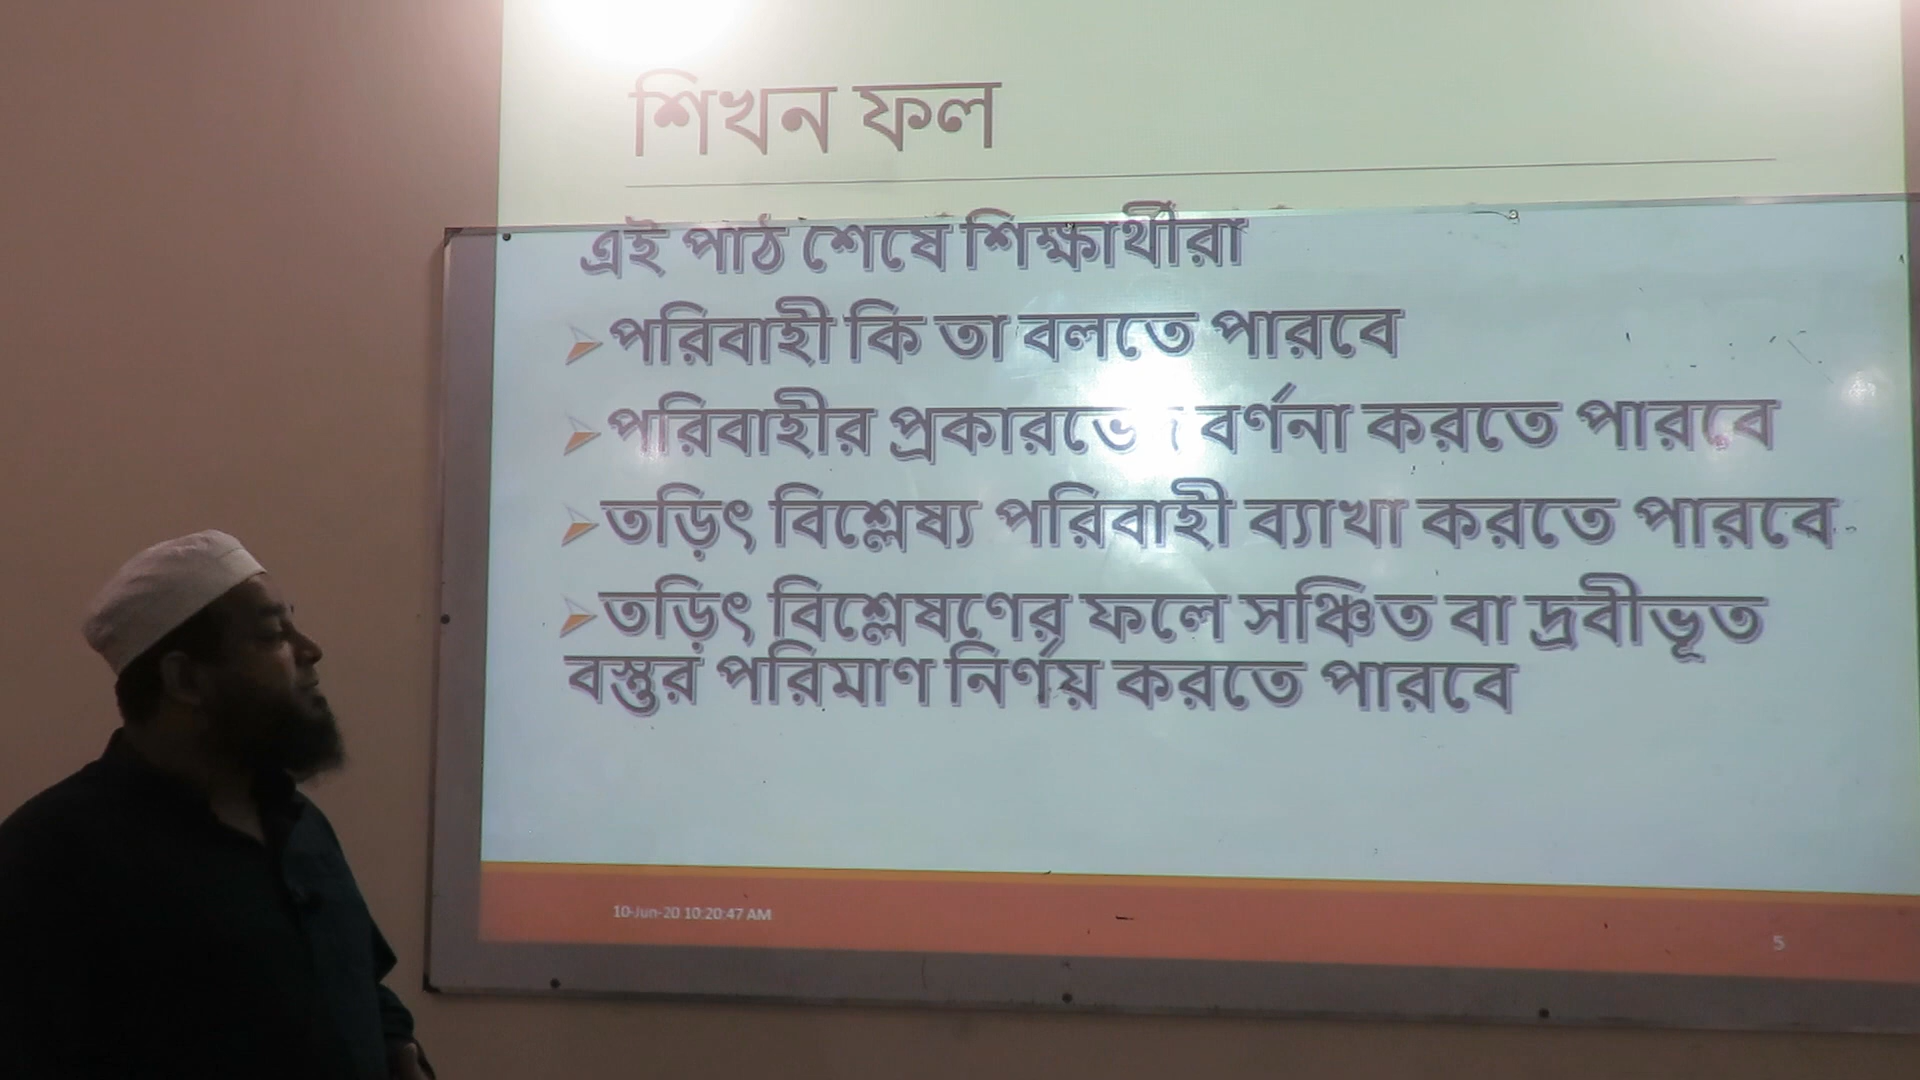 শিখন ফল
এই পাঠ শেষে শিক্ষার্থীরা
পরিবাহী কি তা বলতে পারবে
পরিবাহীর প্রকারভেদ বর্ণনা করতে পারবে
তড়িৎ বিশ্লেষ্য পরিবাহী ব্যাখা করতে পারবে
তড়িৎ বিশ্লেষণের ফলে সঞ্চিত বা দ্রবীভূত
বস্তুর পরিমাণ নির্ণয় করতে পারবে
10-Jun-20 10:20:47 AM
5